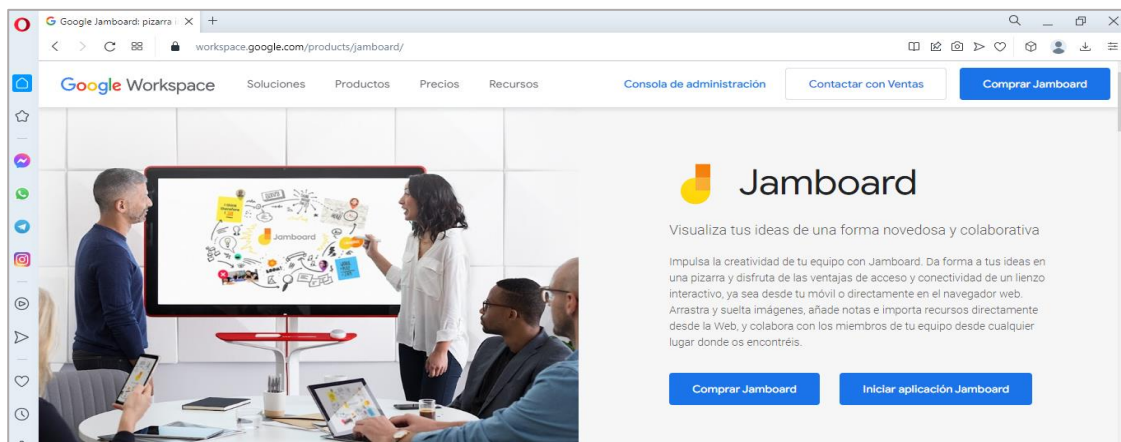 Google Jamboard: pizarra i
workspace.google.com/products/jamboard/
Google Workspace Soluciones Productos Precios Recursos Consola de administración Contactar con Ventas Comprar Jamboard
Jamboard
Jamboard
Visualiza tus ideas de una forma novedosa y colaborativa
Impulsa la creatividad de tu equipo con Jamboard. Da forma a tus ideas en
una pizarra y disfruta de las ventajas de acceso y conectividad de un lienzo
interactivo, ya sea desde tu móvil o directamente en el navegador web.
Arrastra y suelta imágenes, añade notas e importa recursos directamente
desde la Web, y colabora con los miembros de tu equipo desde cualquier
lugar donde os encontréis.
Comprar Jamboard Iniciar aplicación Jamboard